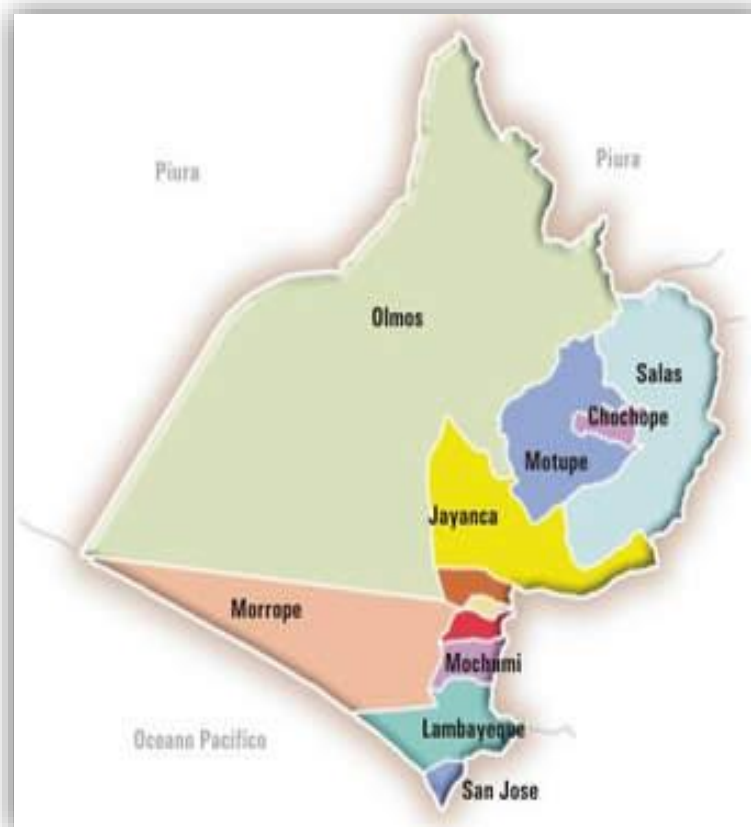 Piura
Piura
Olmos
Salas
Chochope
Motupe
Jayanca
Morrope
Mochumi
Oceano Pacifico
Lambayeque
San Jose